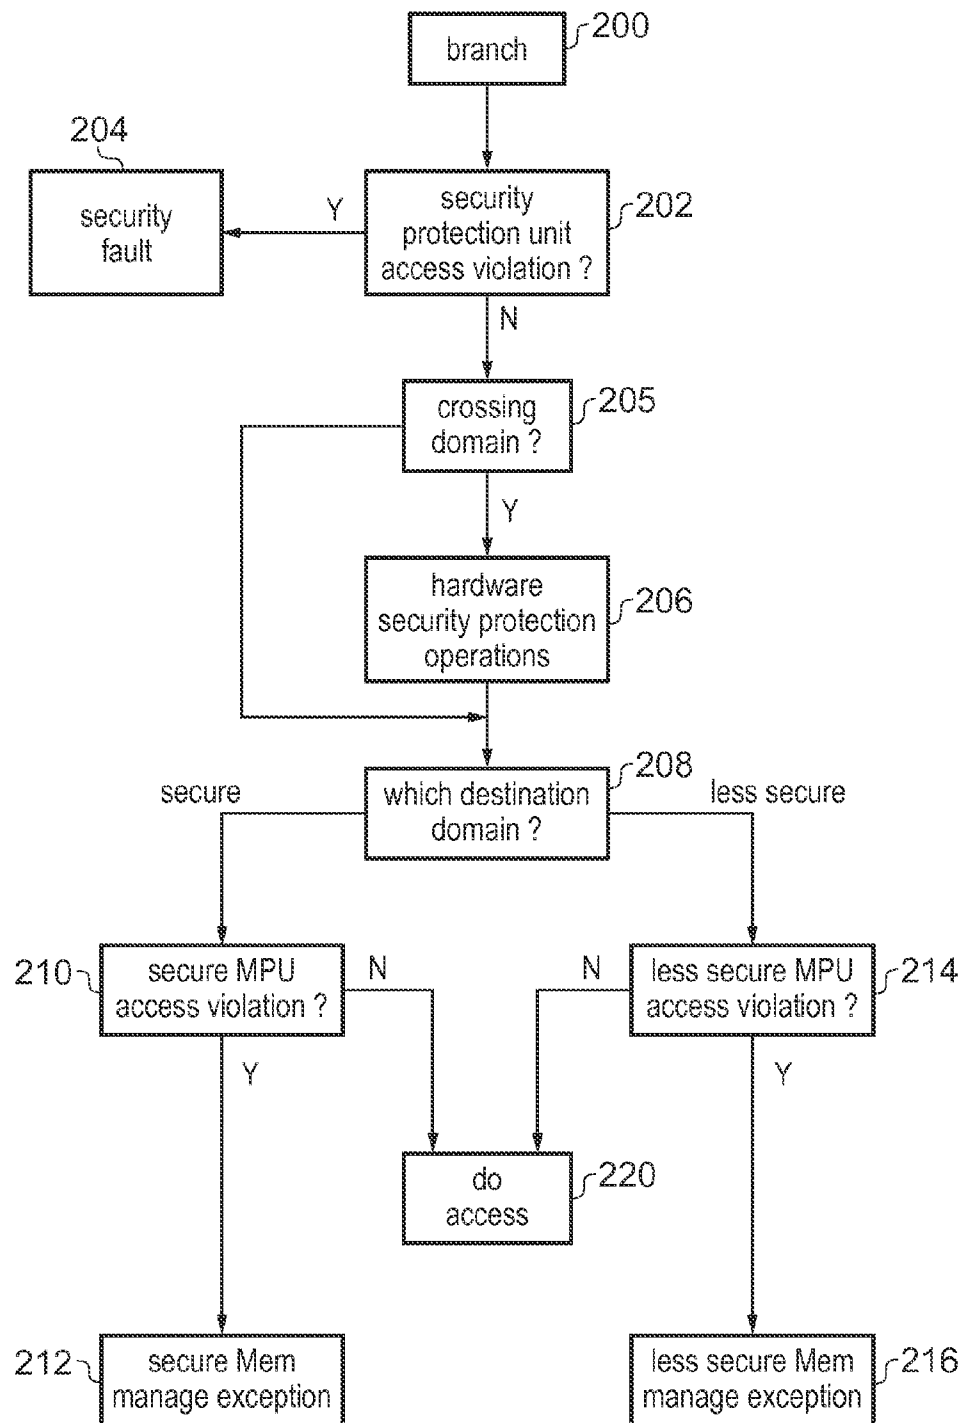 branch
200
204
security
fault
Y
security
protection unit
access violation ?
202
N
crossing
domain ?
205
Y
hardware
security protection
operations
206
secure
which destination
domain ?
208
less secure
210
secure MPU
access violation ?
N
N
less secure MPU
access violation ?
214
Y
Y
do
access
220
212
secure Mem
manage exception
less secure Mem
manage exception
216